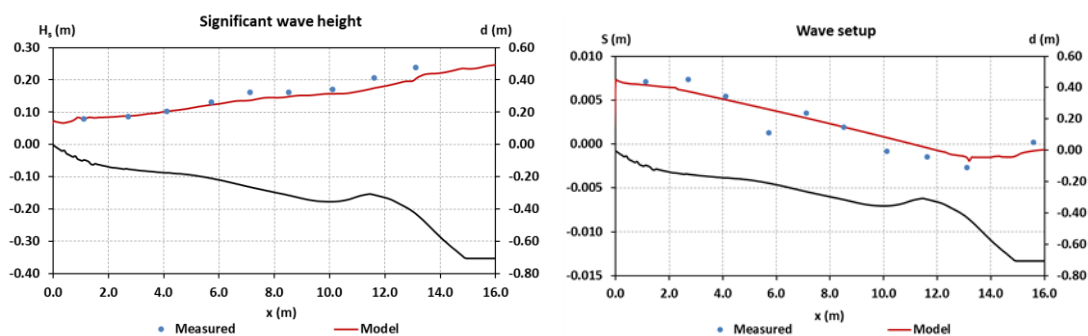 Significant wave height
Hs (m)
d (m)
0.30
0.20
0.10
0.00
-0.10
-0.20
-0.30
-0.40
0.60
0.40
0.20
0.00
-0.20
-0.40
-0.60
-0.80
0.0 2.0 4.0 6.0 8.0 10.0 12.0 14.0 16.0
x (m)
Measured Model
Wave setup
S (m)
d (m)
0.010
0.005
0.000
-0.005
-0.010
-0.015
0.60
0.40
0.20
0.00
-0.20
-0.40
-0.60
-0.80
0.0 2.0 4.0 6.0 8.0 10.0 12.0 14.0 16.0
x (m)
Measured Model